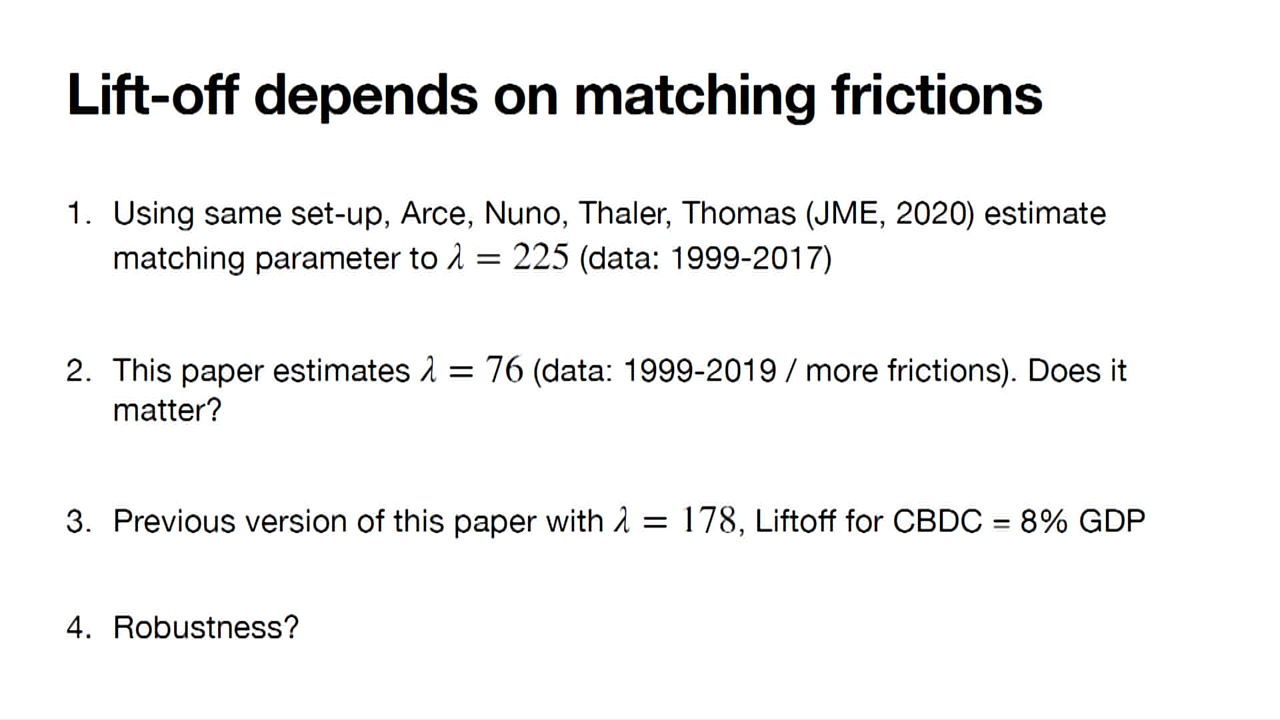 Lift-off depends on matching frictions
1. Using same set-up, Arce, Nuno, Thaler, Thomas (JME, 2020) estimate
matching parameter to λ = 225 (data: 1999-2017)
2. This paper estimates λ = 76 (data: 1999-2019 / more frictions). Does it
matter?
3. Previous version of this paper with λ = 178, Liftoff for CBDC = 8% GDP
4. Robustness?